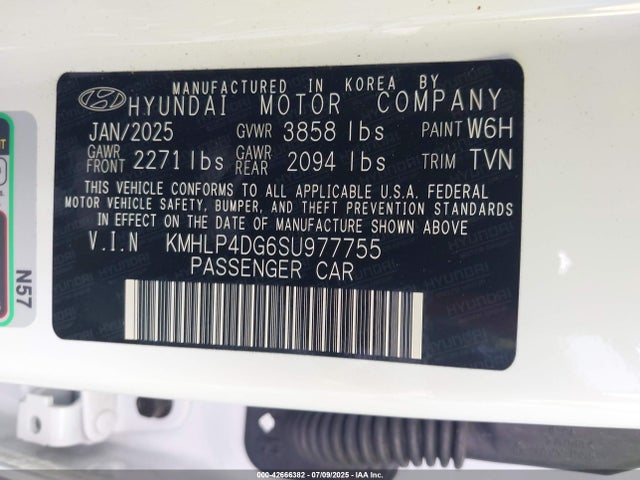 MANUFACTURED IN KOREA BY
HYUNDAI MOTOR COMPANY
JAN/2025 GVWR 3858 lbs PAINT W6H
GAWR FRONT 2271 lbs GAWR REAR 2094 lbs TRIM TVN
THIS VEHICLE CONFORMS TO ALL APPLICABLE U.S.A. FEDERAL
MOTOR VEHICLE SAFETY, BUMPER, AND THEFT PREVENTION STANDARDS
IN EFFECT ON THE DATE OF MANUFACTURE SHOWN ABOVE
V.I.N KMHLP4DG6SU977755
PASSENGER CAR
N57
000-42666382 - 07/09/2025 - IAA Inc.